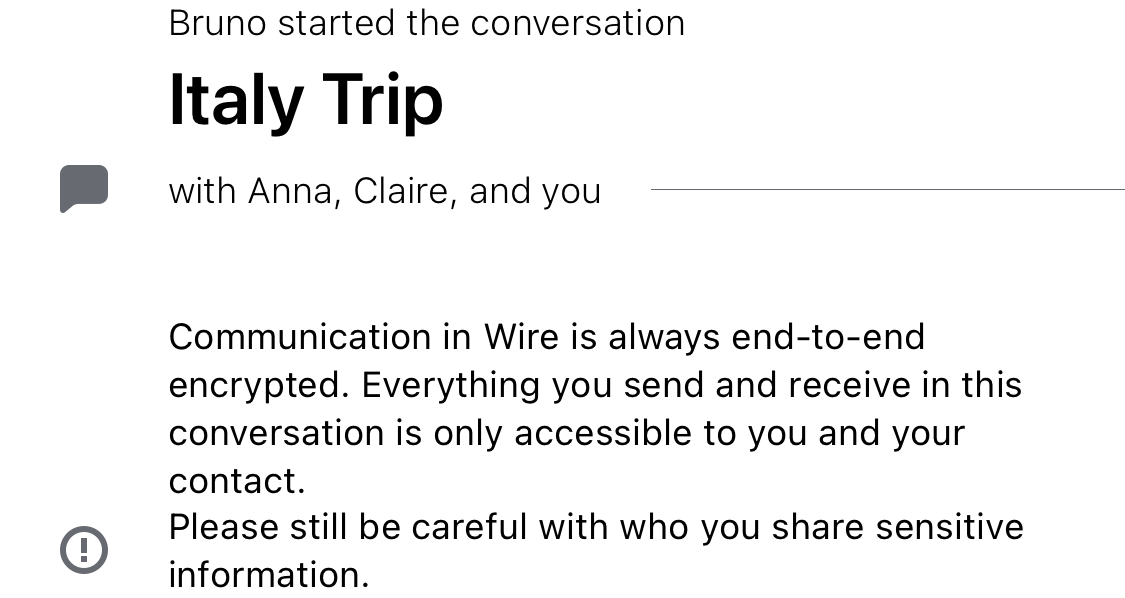 Bruno started the conversation
Italy Trip
with Anna, Claire, and you
Communication in Wire is always end-to-end
encrypted. Everything you send and receive in this
conversation is only accessible to you and your
contact.
Please still be careful with who you share sensitive
information.